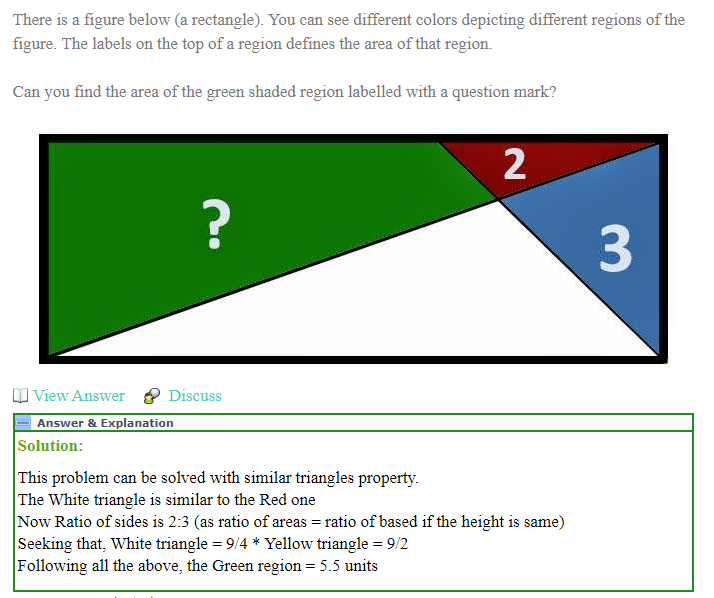 There is a figure below (a rectangle). You can see different colors depicting different regions of the
figure. The labels on the top of a region defines the area of that region.
Can you find the area of the green shaded region labelled with a question mark?
2
?
3
View Answer Discuss
Answer & Explanation
Solution:
This problem can be solved with similar triangles property.
The White triangle is similar to the Red one
Now Ratio of sides is 2:3 (as ratio of areas = ratio of based if the height is same)
Seeking that, White triangle = 9/4 * Yellow triangle = 9/2
Following all the above, the Green region = 5.5 units